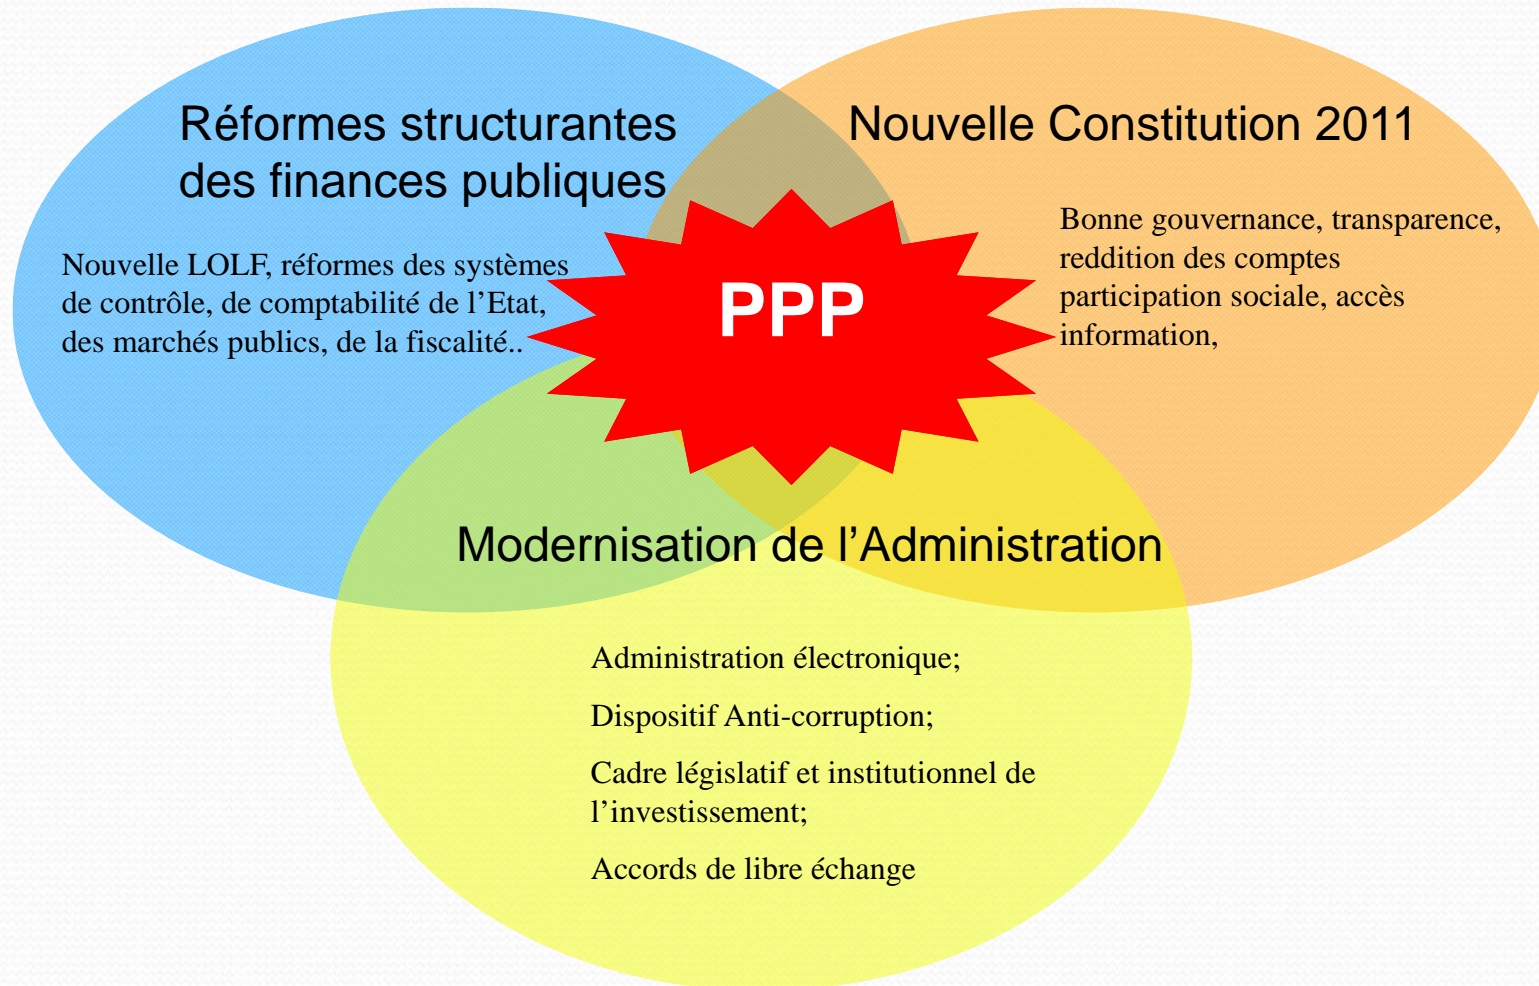 Réformes structurantes
des finances publiques
Nouvelle LOLF, réformes des systèmes
de contrôle, de comptabilité de l’Etat,
des marchés publics, de la fiscalité..
Nouvelle Constitution 2011
Bonne gouvernance, transparence,
reddition des comptes
participation sociale, accès
information,
PPP
Modernisation de l’Administration
Administration électronique;
Dispositif Anti-corruption;
Cadre législatif et institutionnel de
l’investissement;
Accords de libre échange